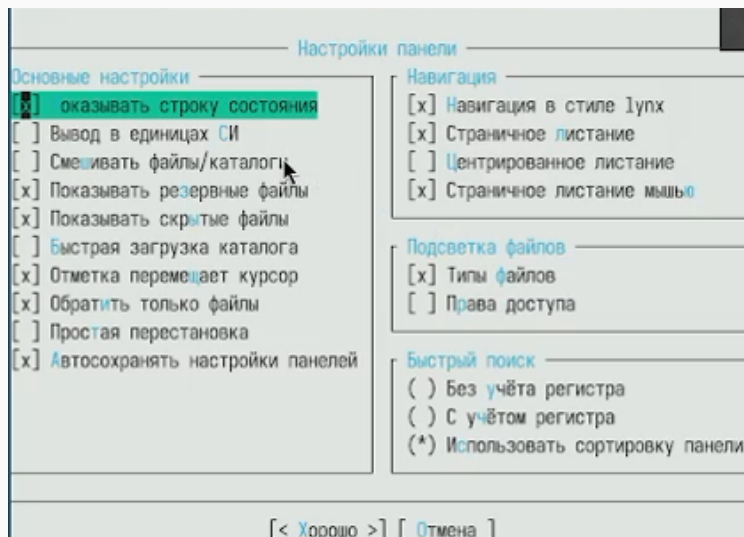 Настройки панели
Основные настройки
[x] оказывать строку состояния
[ ] Вывод в единицах СИ
[ ] Смешивать файлы/каталоги
[x] Показывать резервные файлы
[x] Показывать скрытые файлы
[ ] Быстрая загрузка каталога
[x] Отметка перемещает курсор
[x] Обратить только файлы
[ ] Простая перестановка
[x] Автосохранять настройки панелей
Навигация
[x] Навигация в стиле lynx
[x] Страничное листание
[ ] Центрированное листание
[x] Страничное листание мышью
Подсветка файлов
[x] Типы файлов
[ ] Права доступа
Быстрый поиск
( ) Без учёта регистра
( ) С учётом регистра
(*) Использовать сортировку панели
[< Хорошо >] [ Отмена ]